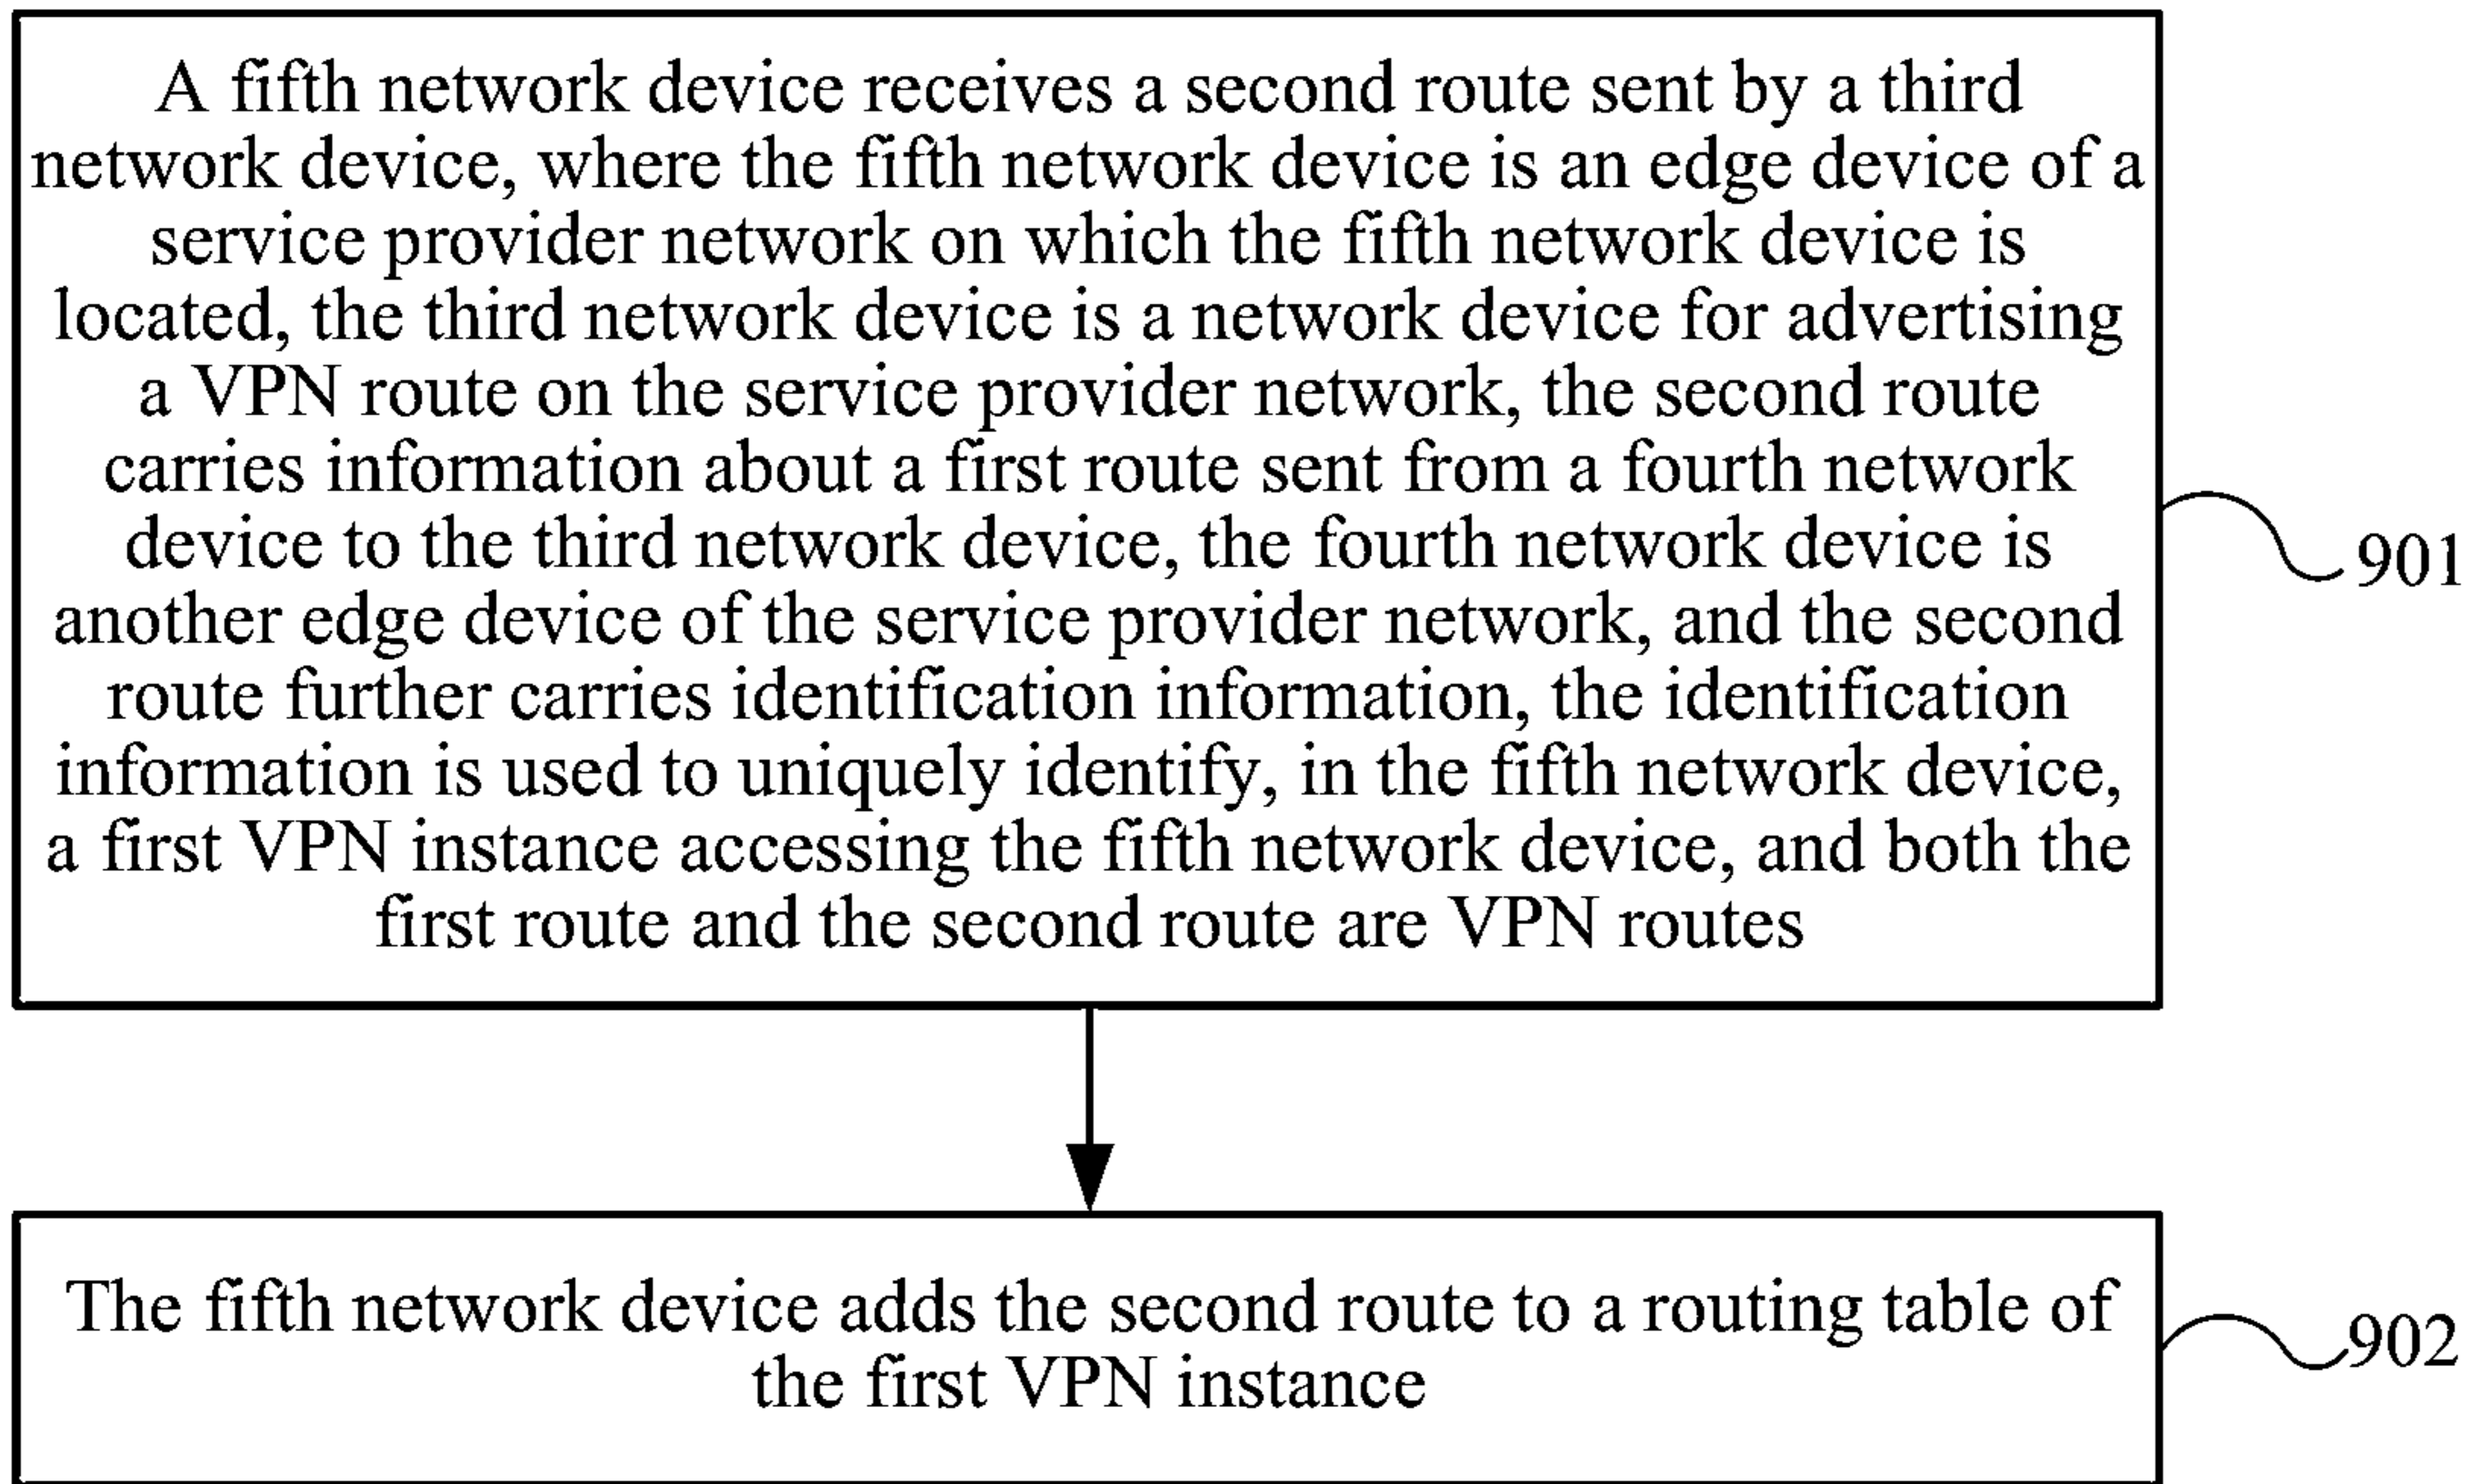 A fifth network device receives a second route sent by a third
network device, where the fifth network device is an edge device of a
service provider network on which the fifth network device is
located, the third network device is a network device for advertising
a VPN route on the service provider network, the second route
carries information about a first route sent from a fourth network
device to the third network device, the fourth network device is
another edge device of the service provider network, and the second
route further carries identification information, the identification
information is used to uniquely identify, in the fifth network device,
a first VPN instance accessing the fifth network device, and both the
first route and the second route are VPN routes
901
The fifth network device adds the second route to a routing table of
the first VPN instance
902